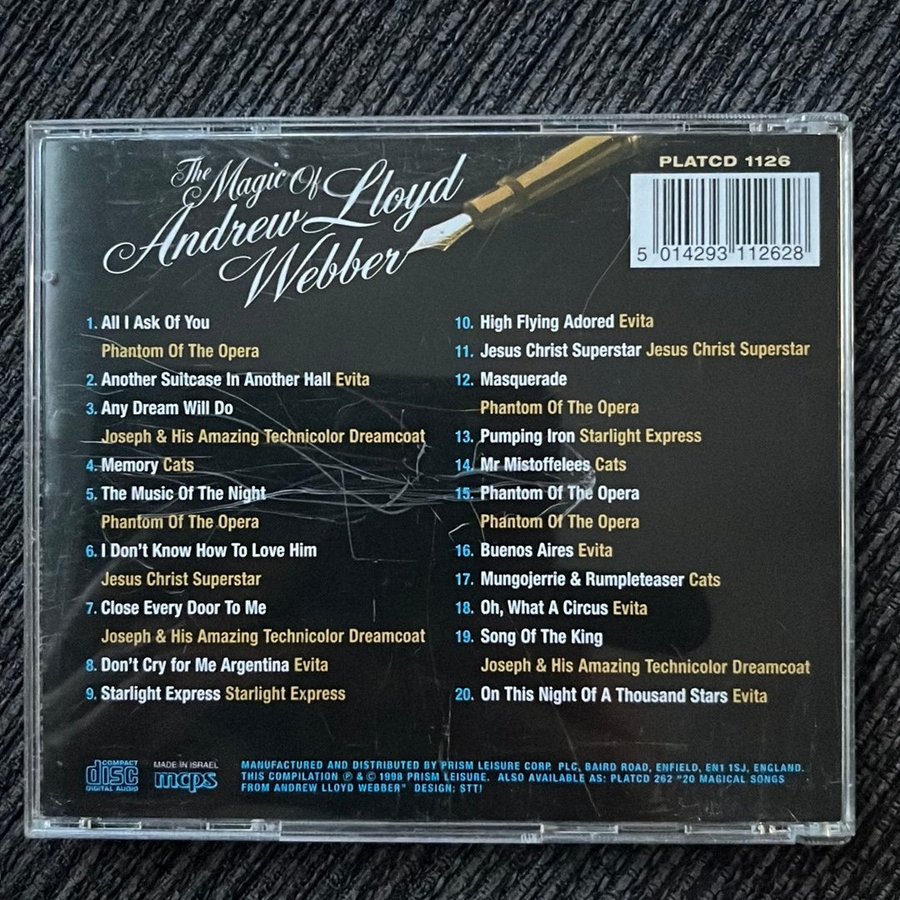 The Magic Of
Andrew Lloyd
Webber
PLATCD 1126
5 014293 112628
1. All I Ask Of You
Phantom Of The Opera
2. Another Suitcase In Another Hall Evita
3. Any Dream Will Do
Joseph & His Amazing Technicolor Dreamcoat
4. Memory Cats
5. The Music Of The Night
Phantom Of The Opera
6. I Don't Know How To Love Him
Jesus Christ Superstar
7. Close Every Door To Me
Joseph & His Amazing Technicolor Dreamcoat
8. Don't Cry for Me Argentina Evita
9. Starlight Express Starlight Express
10. High Flying Adored Evita
11. Jesus Christ Superstar Jesus Christ Superstar
12. Masquerade
Phantom Of The Opera
13. Pumping Iron Starlight Express
14. Mr Mistoffelees Cats
15. Phantom Of The Opera
Phantom Of The Opera
16. Buenos Aires Evita
17. Mungojerrie & Rumpleteaser Cats
18. Oh, What A Circus Evita
19. Song Of The King
Joseph & His Amazing Technicolor Dreamcoat
20. On This Night Of A Thousand Stars Evita
COMPACT
disc
DIGITAL AUDIO
MADE IN ISRAEL
mcps
MANUFACTURED AND DISTRIBUTED BY PRISM LEISURE CORP. PLC, BAIRD ROAD, ENFIELD, EN1 1SJ, ENGLAND.
THIS COMPILATION ℗ & © 1998 PRISM LEISURE. ALSO AVAILABLE AS: PLATCD 262 "20 MAGICAL SONGS
FROM ANDREW LLOYD WEBBER" DESIGN: STTI